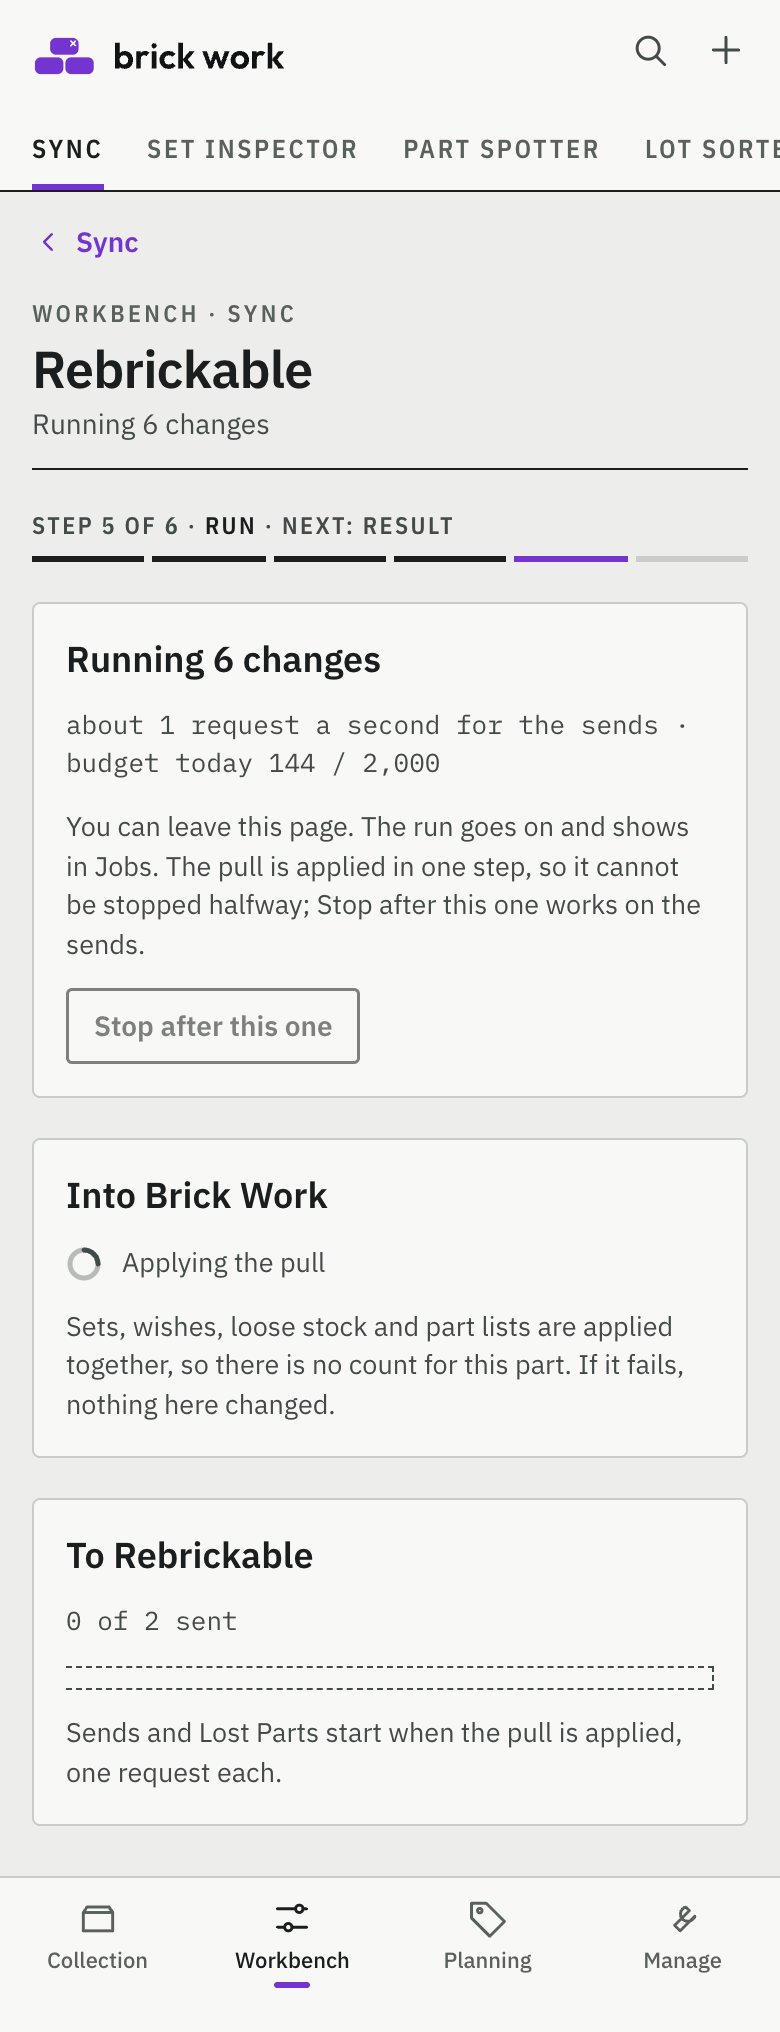 brick work
SYNC SET INSPECTOR PART SPOTTER LOT SORTE
Sync
WORKBENCH · SYNC
Rebrickable
Running 6 changes
STEP 5 OF 6 · RUN · NEXT: RESULT
Running 6 changes
about 1 request a second for the sends ·
budget today 144 / 2,000
You can leave this page. The run goes on and shows
in Jobs. The pull is applied in one step, so it cannot
be stopped halfway; Stop after this one works on the
sends.
Stop after this one
Into Brick Work
Applying the pull
Sets, wishes, loose stock and part lists are applied
together, so there is no count for this part. If it fails,
nothing here changed.
To Rebrickable
0 of 2 sent
Sends and Lost Parts start when the pull is applied,
one request each.
Collection Workbench Planning Manage